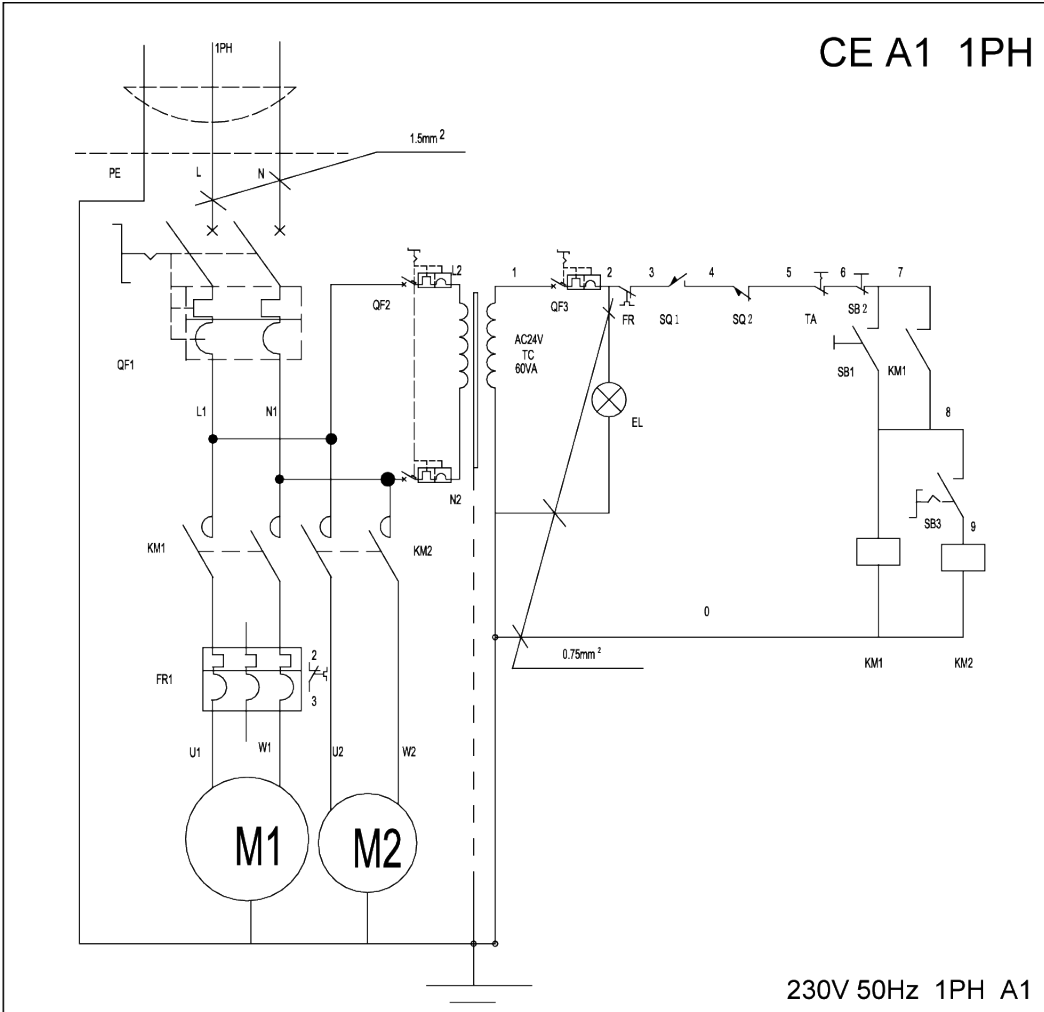 CE A1 1PH
1PH
1.5mm 2
PE
L
N
L2
1
2
3
4
5
6
7
QF2
QF3
FR
SQ 1
SQ 2
TA
SB 2
AC24V
TC
60VA
QF1
SB1
KM1
EL
L1
N1
8
N2
SB3
9
KM1
KM2
0
2
0.75mm 2
KM1
KM2
FR1
3
U1
W1
U2
W2
M1
M2
230V 50Hz 1PH A1